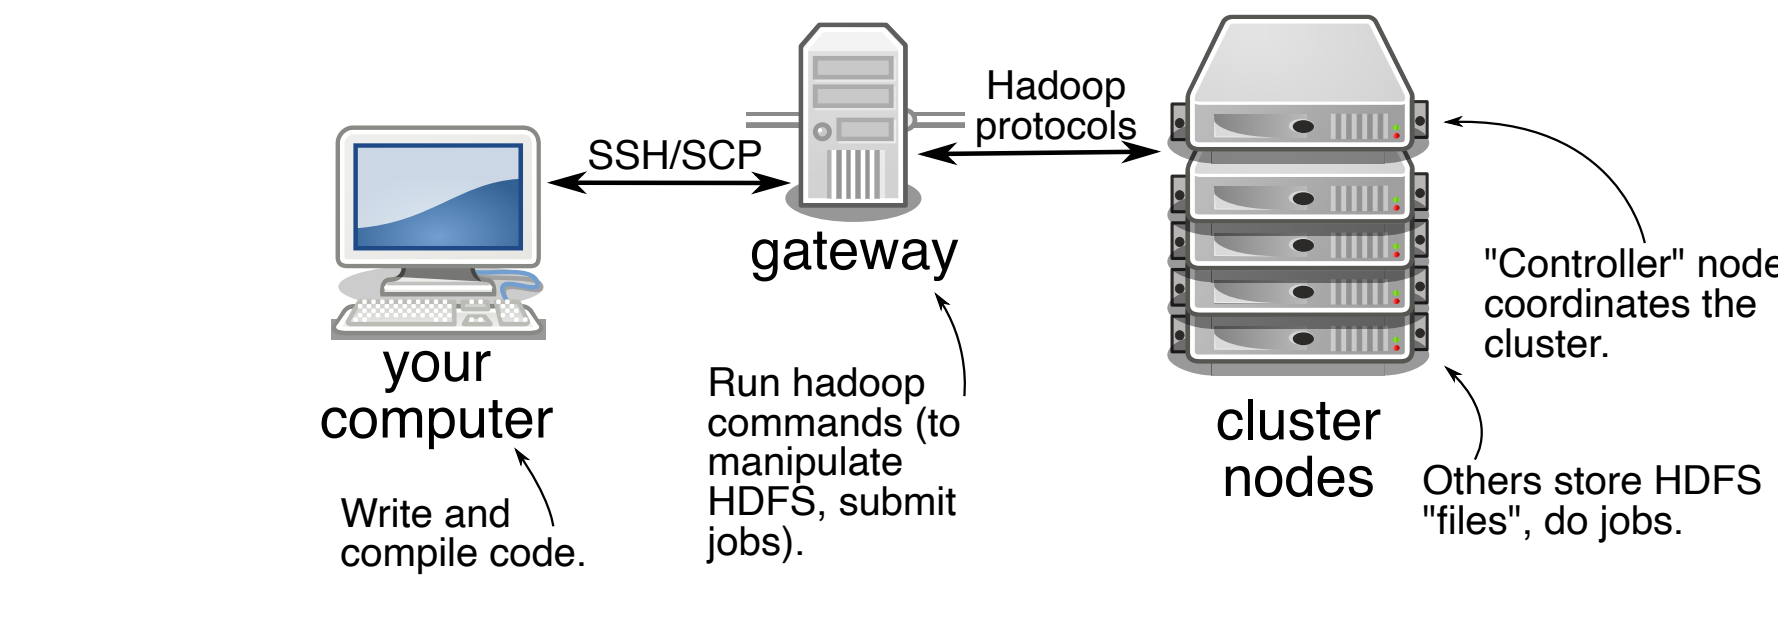 SSH/SCP
Hadoop
protocols
gateway
your
computer
Write and
compile code.
Run hadoop
commands (to
manipulate
HDFS, submit
jobs).
cluster
nodes
"Controller" node
coordinates the
cluster.
Others store HDFS
"files", do jobs.